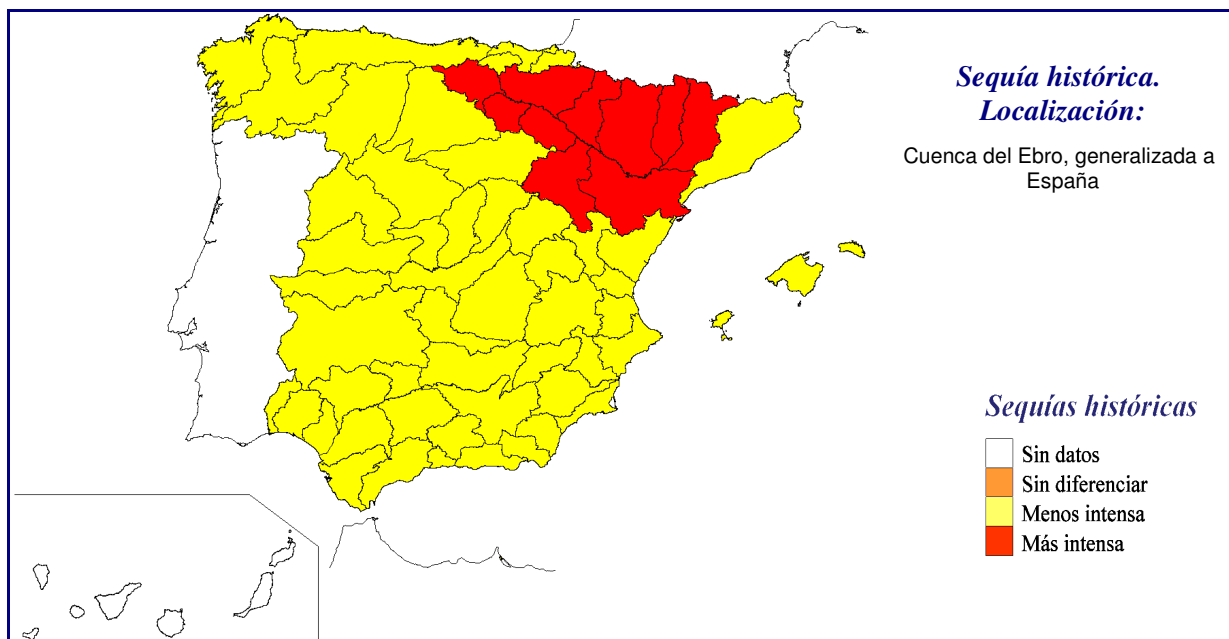 Sequía histórica.
Localización:
Cuenca del Ebro, generalizada a
España
Sequías históricas
Sin datos
Sin diferenciar
Menos intensa
Más intensa